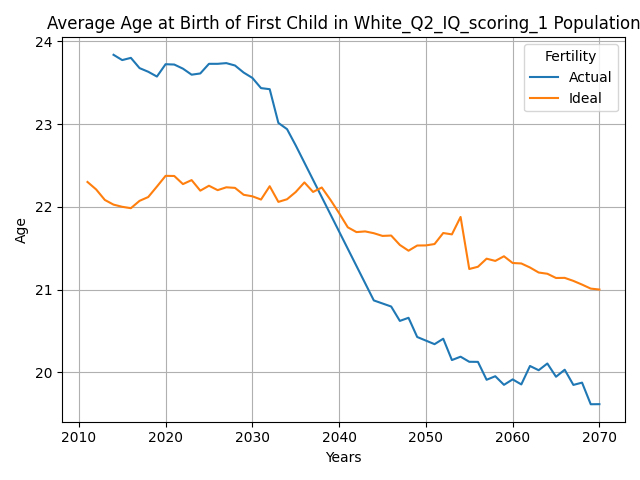 Average Age at Birth of First Child in White_Q2_IQ_scoring_1 Population
Fertility
Actual
Ideal
Age
24
23
22
21
20
2010 2020 2030 2040 2050 2060 2070
Years